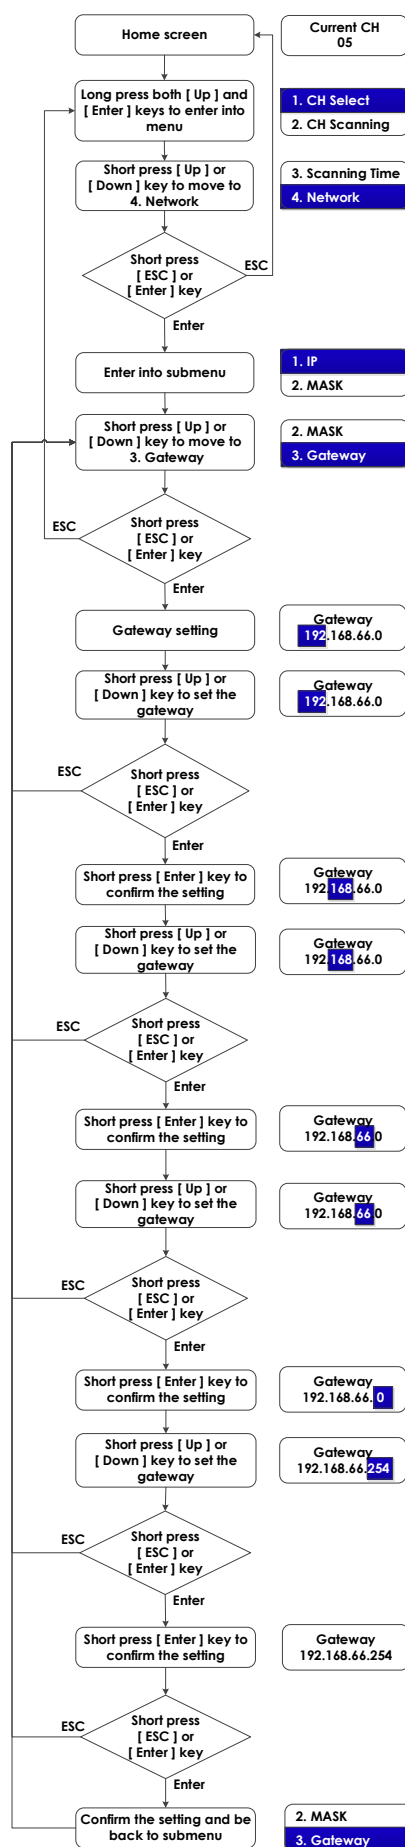 Home screen
Current CH
05
Long press both [ Up ] and
[ Enter ] keys to enter into
menu
1. CH Select
2. CH Scanning
Short press [ Up ] or
[ Down ] key to move to
4. Network
3. Scanning Time
4. Network
Short press
[ ESC ] or
[ Enter ] key
ESC
Enter
Enter into submenu
1. IP
2. MASK
Short press [ Up ] or
[ Down ] key to move to
3. Gateway
2. MASK
3. Gateway
ESC
Short press
[ ESC ] or
[ Enter ] key
Enter
Gateway setting
Gateway
192.168.66.0
Short press [ Up ] or
[ Down ] key to set the
gateway
Gateway
192.168.66.0
ESC
Short press
[ ESC ] or
[ Enter ] key
Enter
Short press [ Enter ] key to
confirm the setting
Gateway
192.168.66.0
Short press [ Up ] or
[ Down ] key to set the
gateway
Gateway
192.168.66.0
ESC
Short press
[ ESC ] or
[ Enter ] key
Enter
Short press [ Enter ] key to
confirm the setting
Gateway
192.168.66.0
Short press [ Up ] or
[ Down ] key to set the
gateway
Gateway
192.168.66.0
ESC
Short press
[ ESC ] or
[ Enter ] key
Enter
Short press [ Enter ] key to
confirm the setting
Gateway
192.168.66.0
Short press [ Up ] or
[ Down ] key to set the
gateway
Gateway
192.168.66.254
ESC
Short press
[ ESC ] or
[ Enter ] key
Enter
Short press [ Enter ] key to
confirm the setting
Gateway
192.168.66.254
ESC
Short press
[ ESC ] or
[ Enter ] key
Enter
Confirm the setting and be
back to submenu
2. MASK
3. Gateway